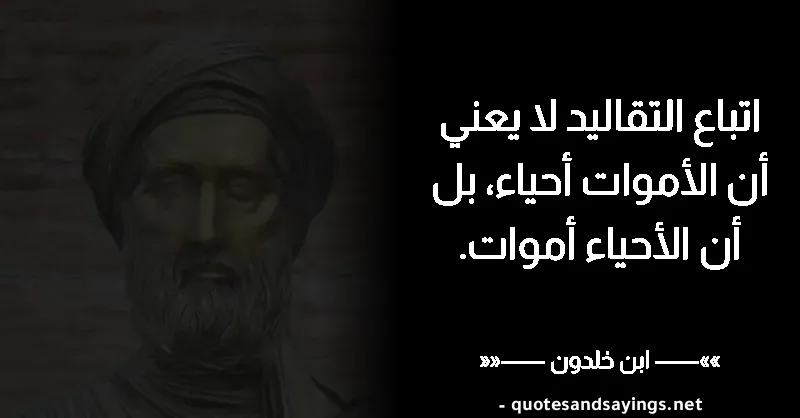 اتباع التقاليد لا يعني
أن الأموات أحياء، بل
أن الأحياء أموات.
»»—— ابن خلدون ——««
- quotesandsayings.net